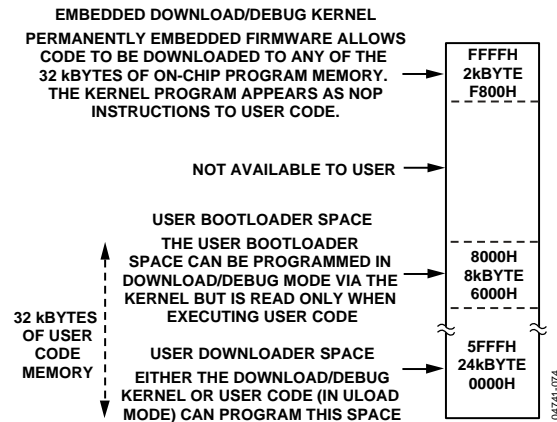 EMBEDDED DOWNLOAD/DEBUG KERNEL
PERMANENTLY EMBEDDED FIRMWARE ALLOWS
CODE TO BE DOWNLOADED TO ANY OF THE
32 kBYTES OF ON-CHIP PROGRAM MEMORY.
THE KERNEL PROGRAM APPEARS AS NOP
INSTRUCTIONS TO USER CODE.
FFFFH
2kBYTE
F800H
NOT AVAILABLE TO USER
USER BOOTLOADER SPACE
THE USER BOOTLOADER
SPACE CAN BE PROGRAMMED IN
DOWNLOAD/DEBUG MODE VIA THE
KERNEL BUT IS READ ONLY WHEN
EXECUTING USER CODE
8000H
8kBYTE
6000H
32 kBYTES
OF USER
CODE
MEMORY
USER DOWNLOADER SPACE
EITHER THE DOWNLOAD/DEBUG
KERNEL OR USER CODE (IN ULOAD
MODE) CAN PROGRAM THIS SPACE
5FFFH
24kBYTE
0000H
04741-074